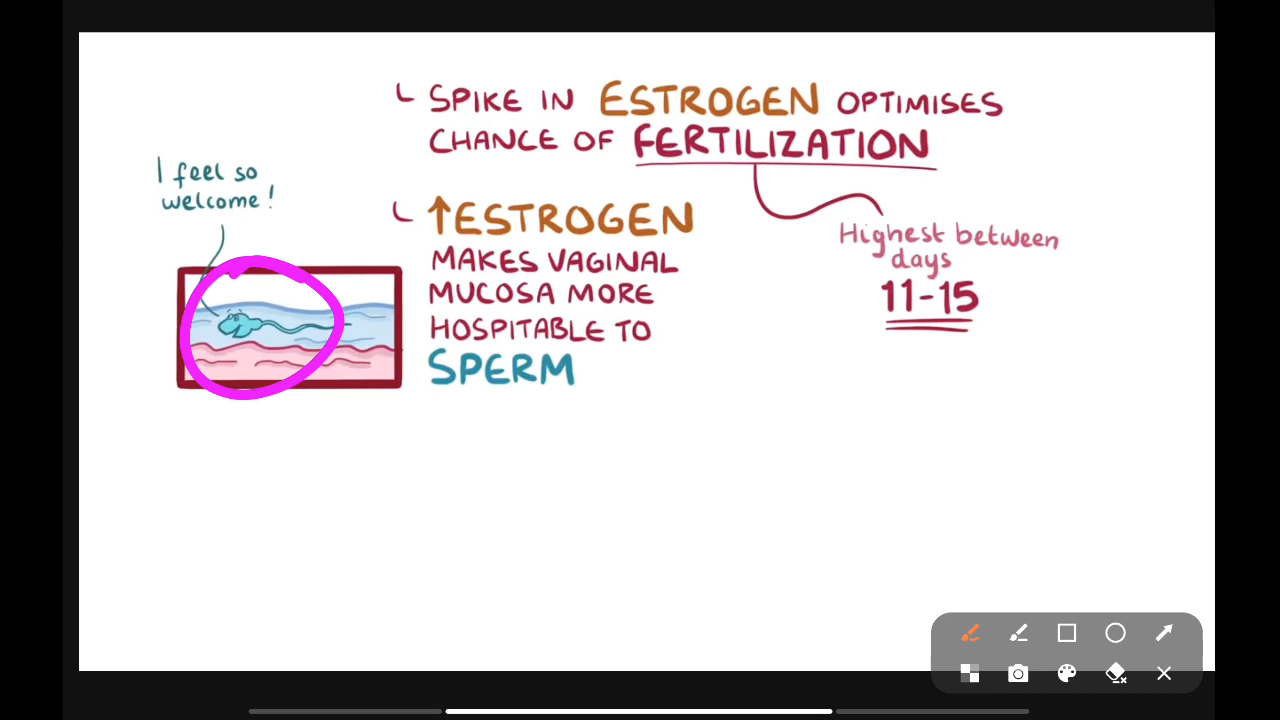 SPIKE IN ESTROGEN OPTIMISES
CHANCE OF FERTILIZATION
I feel so
welcome!
↑ESTROGEN
MAKES VAGINAL
MUCOSA MORE
HOSPITABLE TO
SPERM
Highest between
days
11-15